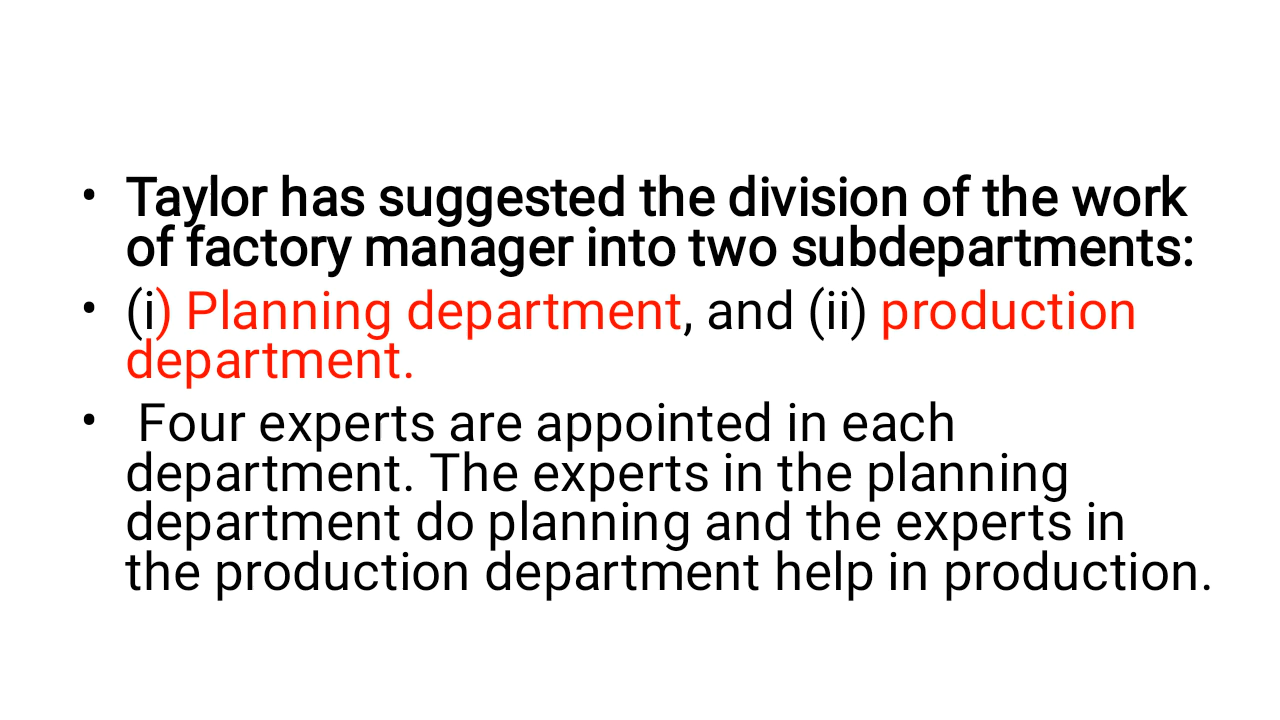 • Taylor has suggested the division of the work
of factory manager into two subdepartments:
• (i) Planning department, and (ii) production
department.
• Four experts are appointed in each
department. The experts in the planning
department do planning and the experts in
the production department help in production.